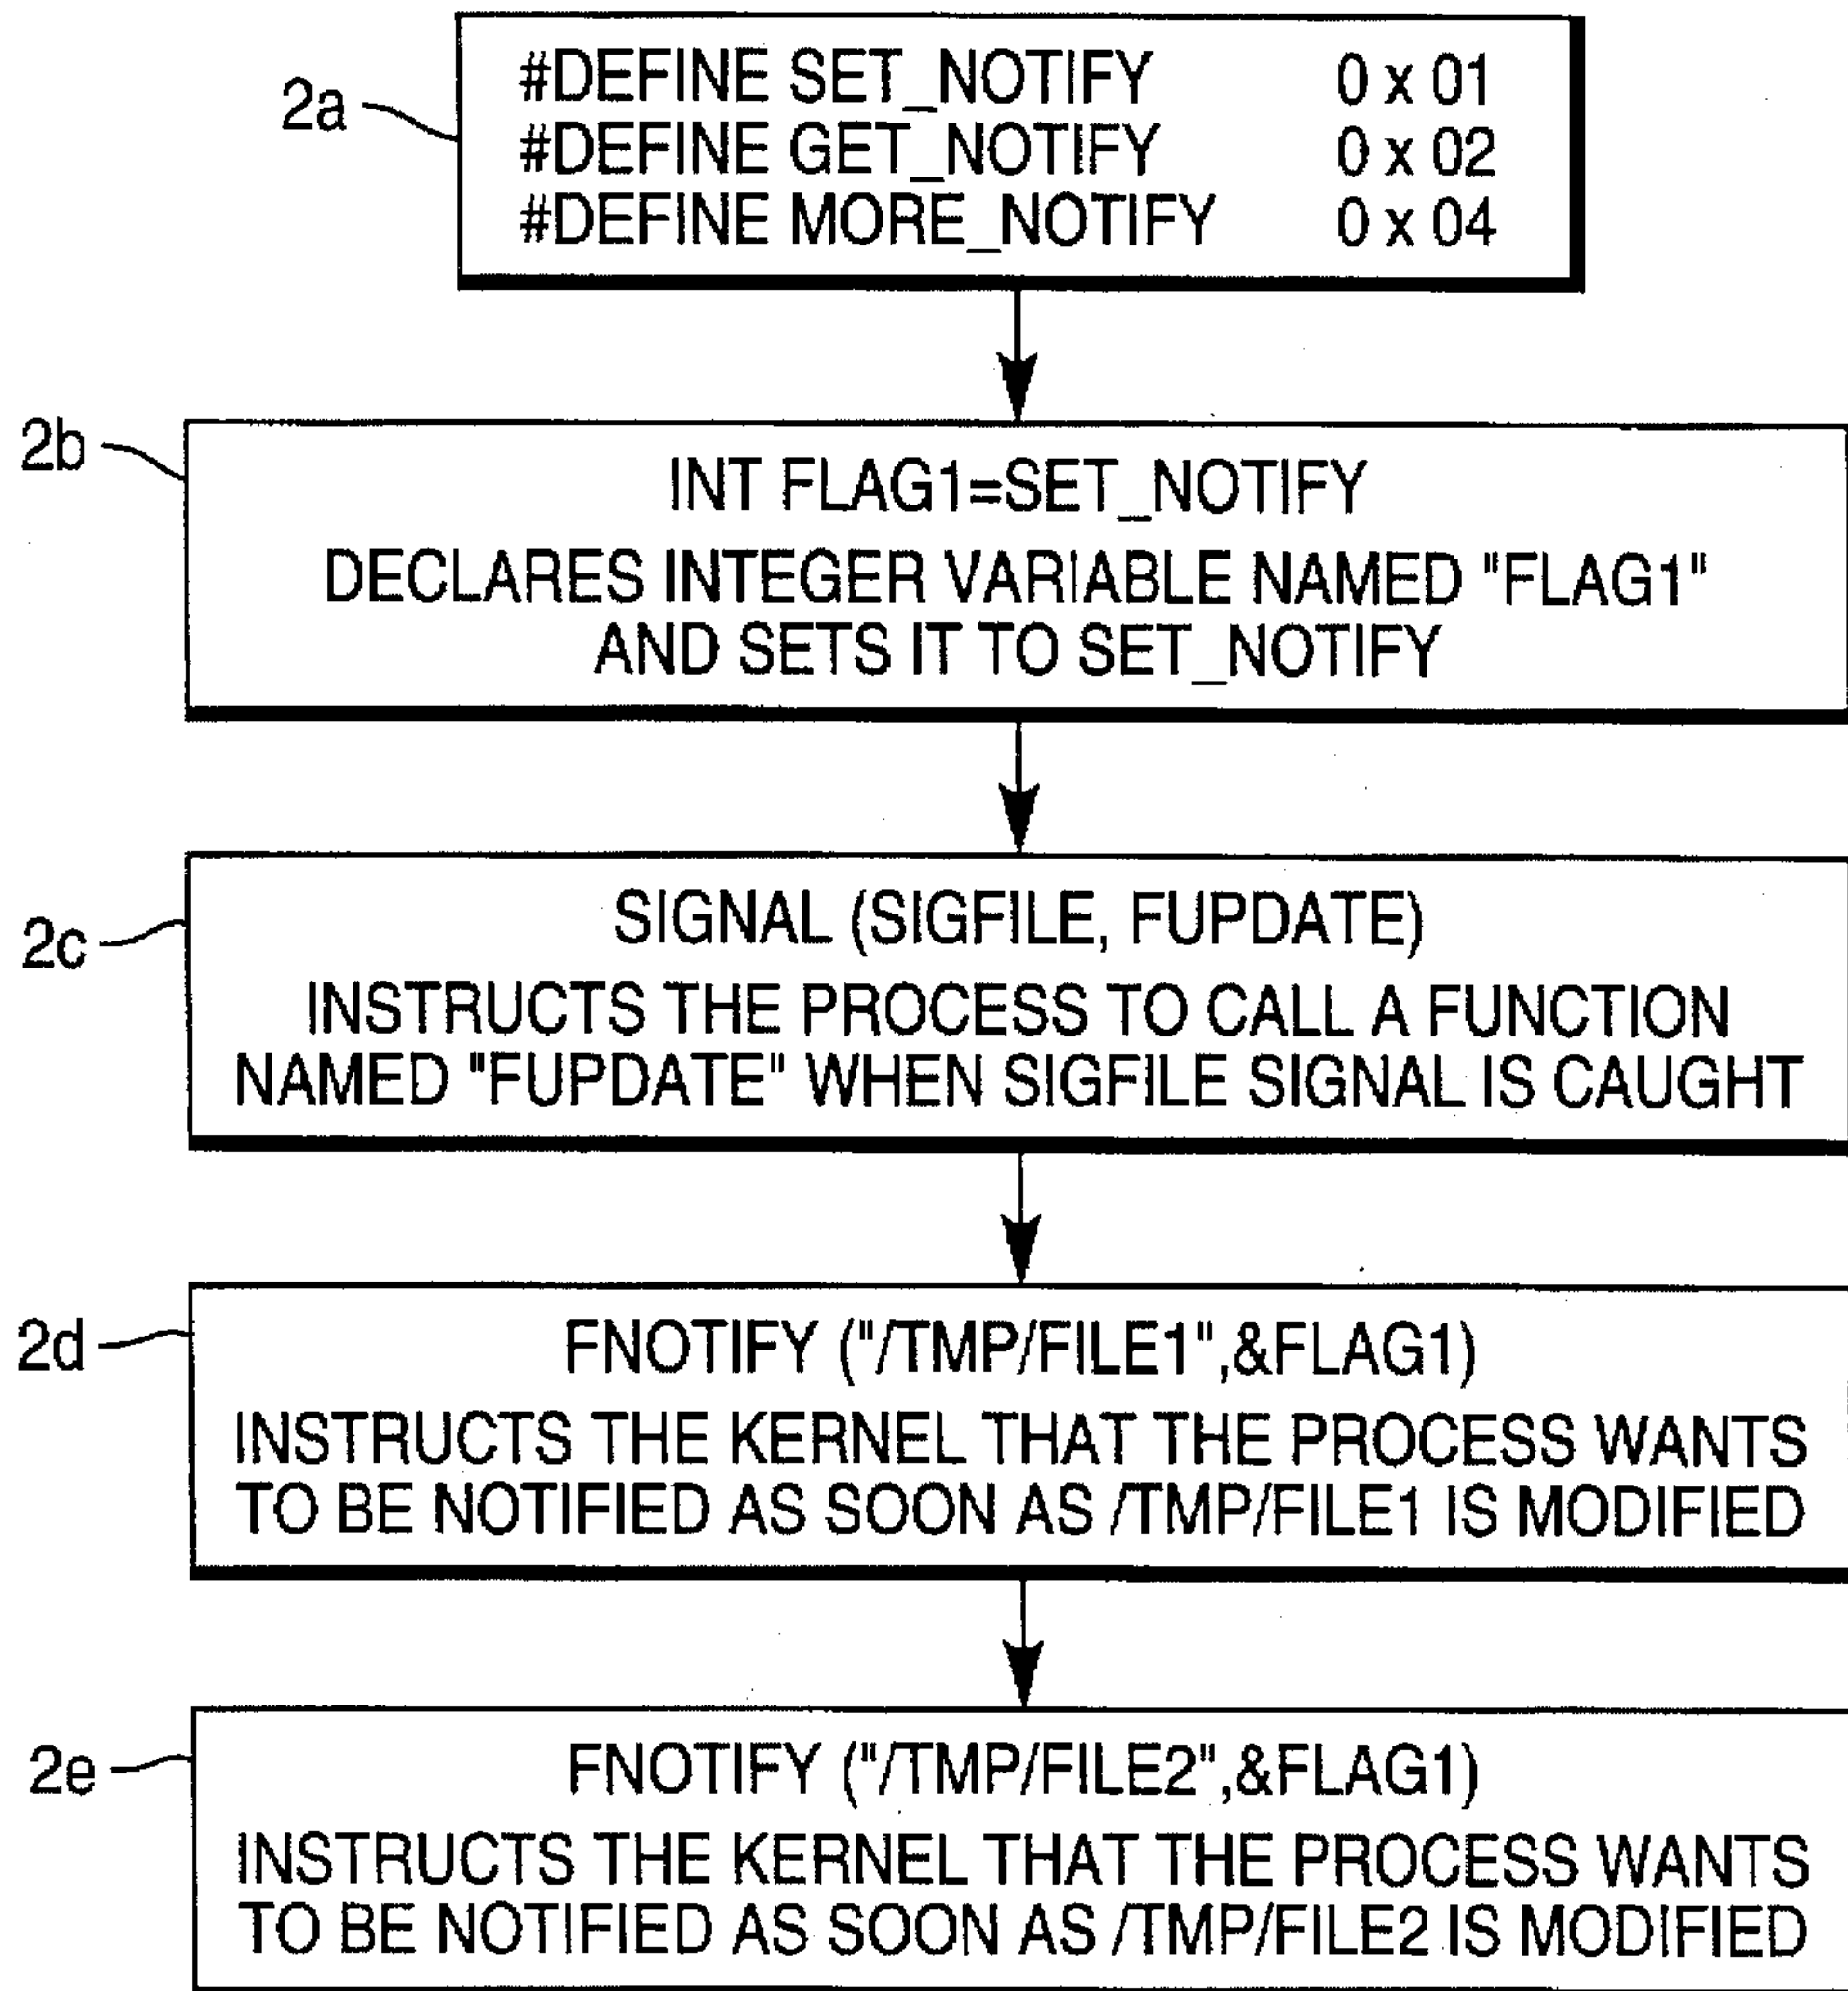 2a
#DEFINE SET_NOTIFY 0 x 01
#DEFINE GET_NOTIFY 0 x 02
#DEFINE MORE_NOTIFY 0 x 04
2b
INT FLAG1=SET_NOTIFY
DECLARES INTEGER VARIABLE NAMED "FLAG1"
AND SETS IT TO SET_NOTIFY
2c
SIGNAL (SIGFILE, FUPDATE)
INSTRUCTS THE PROCESS TO CALL A FUNCTION
NAMED "FUPDATE" WHEN SIGFILE SIGNAL IS CAUGHT
2d
FNOTIFY ("/TMP/FILE1",&FLAG1)
INSTRUCTS THE KERNEL THAT THE PROCESS WANTS
TO BE NOTIFIED AS SOON AS /TMP/FILE1 IS MODIFIED
2e
FNOTIFY ("/TMP/FILE2",&FLAG1)
INSTRUCTS THE KERNEL THAT THE PROCESS WANTS
TO BE NOTIFIED AS SOON AS /TMP/FILE2 IS MODIFIED